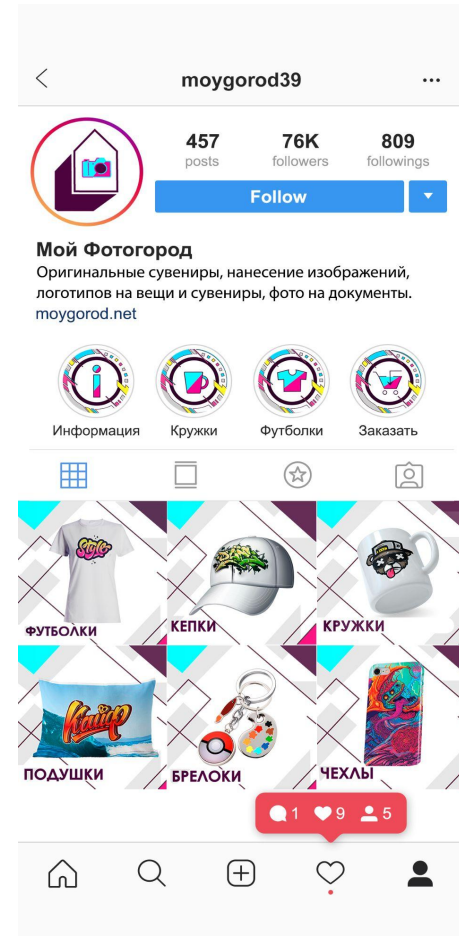 moygorod39
457 76K 809
posts followers followings
Follow
Мой Фотогород
Оригинальные сувениры, нанесение изображений,
логотипов на вещи и сувениры, фото на документы.
moygorod.net
Информация Кружки Футболки Заказать
Style
ФУТБОЛКИ КЕПКИ КРУЖКИ
Кайф
ПОДУШКИ БРЕЛОКИ ЧЕХЛЫ
1 9 5